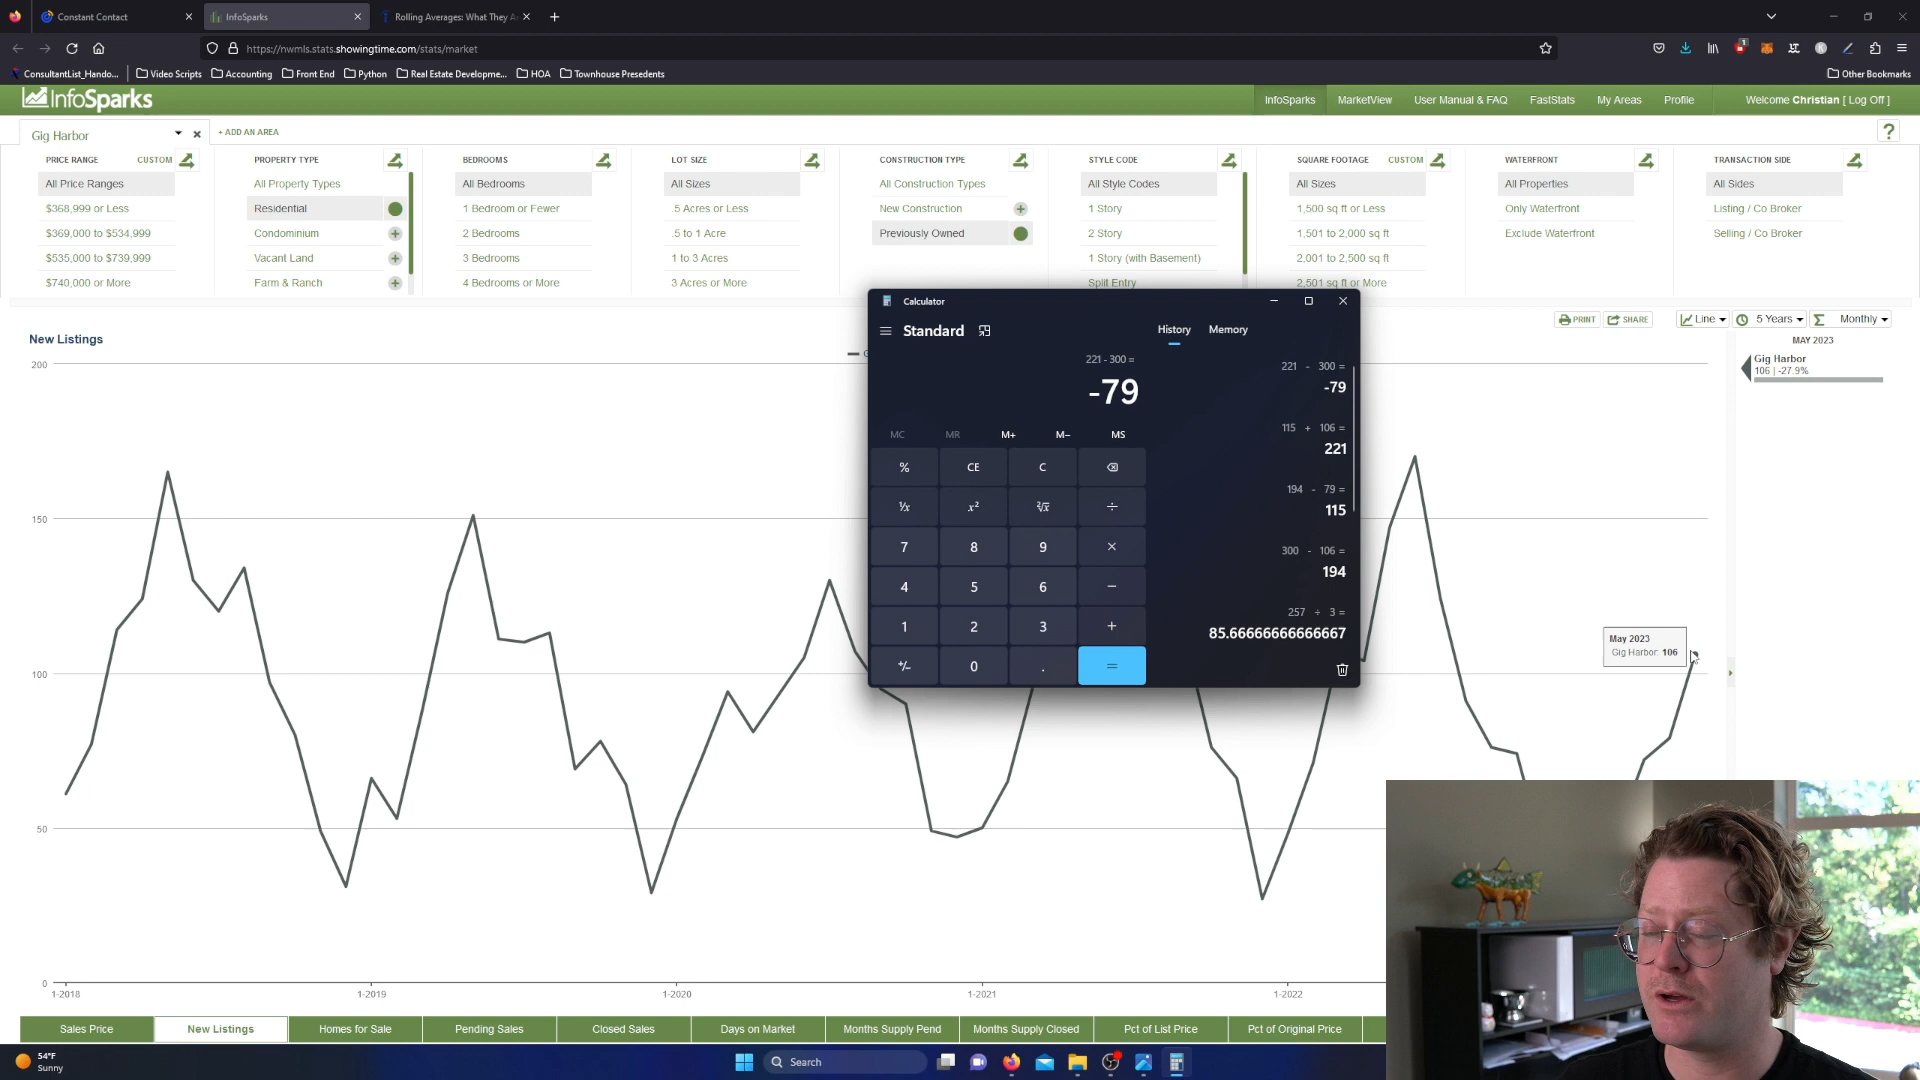 Constant Contact
InfoSparks
Rolling Averages: What They A
https://nwmls.stats.showingtime.com/stats/market
1
ConsultantList_Hando...
Video Scripts
Accounting
Front End
Python
Real Estate Developme...
HOA
Townhouse Presedents
Other Bookmarks
InfoSparks
InfoSparks
MarketView
User Manual & FAQ
FastStats
My Areas
Profile
Welcome Christian [ Log Off ]
Gig Harbor
+ ADD AN AREA
?
PRICE RANGE CUSTOM
All Price Ranges
$368,999 or Less
$369,000 to $534,999
$535,000 to $739,999
$740,000 or More
PROPERTY TYPE
All Property Types
Residential
Condominium
Vacant Land
Farm & Ranch
BEDROOMS
All Bedrooms
1 Bedroom or Fewer
2 Bedrooms
3 Bedrooms
4 Bedrooms or More
LOT SIZE
All Sizes
.5 Acres or Less
.5 to 1 Acre
1 to 3 Acres
3 Acres or More
CONSTRUCTION TYPE
All Construction Types
New Construction
Previously Owned
STYLE CODE
All Style Codes
1 Story
2 Story
1 Story (with Basement)
Split Entry
SQUARE FOOTAGE CUSTOM
All Sizes
1,500 sq ft or Less
1,501 to 2,000 sq ft
2,001 to 2,500 sq ft
2,501 sq ft or More
WATERFRONT
All Properties
Only Waterfront
Exclude Waterfront
TRANSACTION SIDE
All Sides
Listing / Co Broker
Selling / Co Broker
New Listings
PRINT
SHARE
Line
5 Years
Monthly
MAY 2023
Gig Harbor
106 | -27.9%
Calculator
Standard
History
Memory
221 - 300 =
-79
MC MR M+ M− MS
% CE C
¹/x x² ²√x ÷
7 8 9 ×
4 5 6 −
1 2 3 +
+/− 0 . =
221 - 300 =
-79
115 + 106 =
221
194 - 79 =
115
300 - 106 =
194
257 ÷ 3 =
85.66666666666667
200
150
100
50
0
May 2023
Gig Harbor: 106
1-2018
1-2019
1-2020
1-2021
1-2022
Sales Price
New Listings
Homes for Sale
Pending Sales
Closed Sales
Days on Market
Months Supply Pend
Months Supply Closed
Pct of List Price
Pct of Original Price
54°F
Sunny
Search